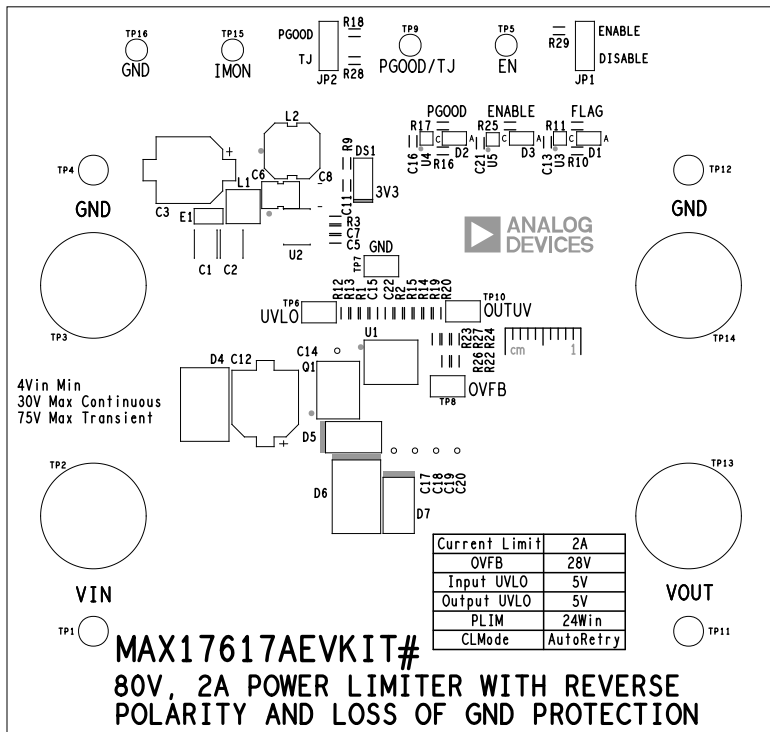 R18
PGOOD
TP16
TP15
TP9
TP5
ENABLE
R29
GND
IMON
TJ
R28
JP2
PGOOD/TJ
EN
DISABLE
JP1
PGOOD
ENABLE
FLAG
L2
R17
C
A
R25
C
A
R11
C
A
R9
DS1
C16
U4
D2
R16
C21
U5
D3
C13
U3
D1
R10
TP4
+
C6
C8
TP12
L1
C11
3V3
GND
C3
E1
R3
C7
C5
GND
ANALOG
DEVICES
C1
C2
U2
GND
TP7
R12
R13
R1
C15
C22
R2
R15
R14
R19
R20
TP6
UVLO
TP10
OUTUV
TP3
U1
TP14
R23
R27
R24
cm
1
D4
C12
C14
Q1
R26
R22
OVFB
TP8
4Vin Min
30V Max Continuous
75V Max Transient
+
D5
TP2
TP13
D6
D7
C17
C18
C19
C20
Current Limit 2A
OVFB 28V
Input UVLO 5V
Output UVLO 5V
PLIM 24Win
CLMode AutoRetry
VIN
VOUT
TP1
TP11
MAX17617AEVKIT#
80V, 2A POWER LIMITER WITH REVERSE
POLARITY AND LOSS OF GND PROTECTION